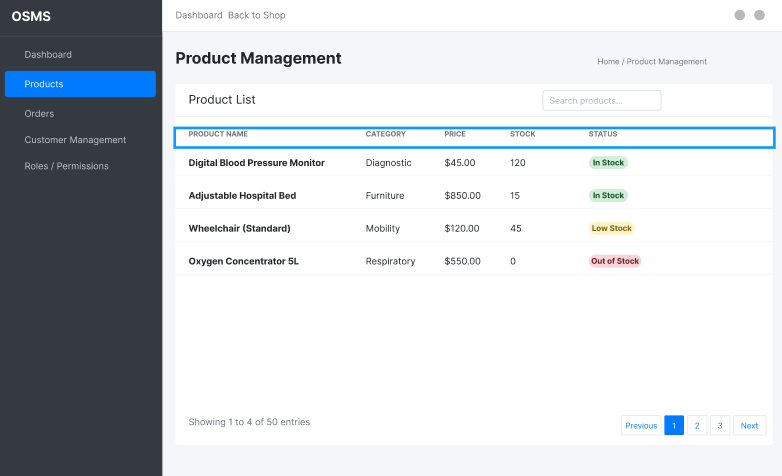 OSMS
Dashboard Back to Shop
Dashboard
Products
Orders
Customer Management
Roles / Permissions
Product Management
Home / Product Management
Product List
Search products...
PRODUCT NAME CATEGORY PRICE STOCK STATUS
Digital Blood Pressure Monitor Diagnostic $45.00 120 In Stock
Adjustable Hospital Bed Furniture $850.00 15 In Stock
Wheelchair (Standard) Mobility $120.00 45 Low Stock
Oxygen Concentrator 5L Respiratory $550.00 0 Out of Stock
Showing 1 to 4 of 50 entries
Previous 1 2 3 Next